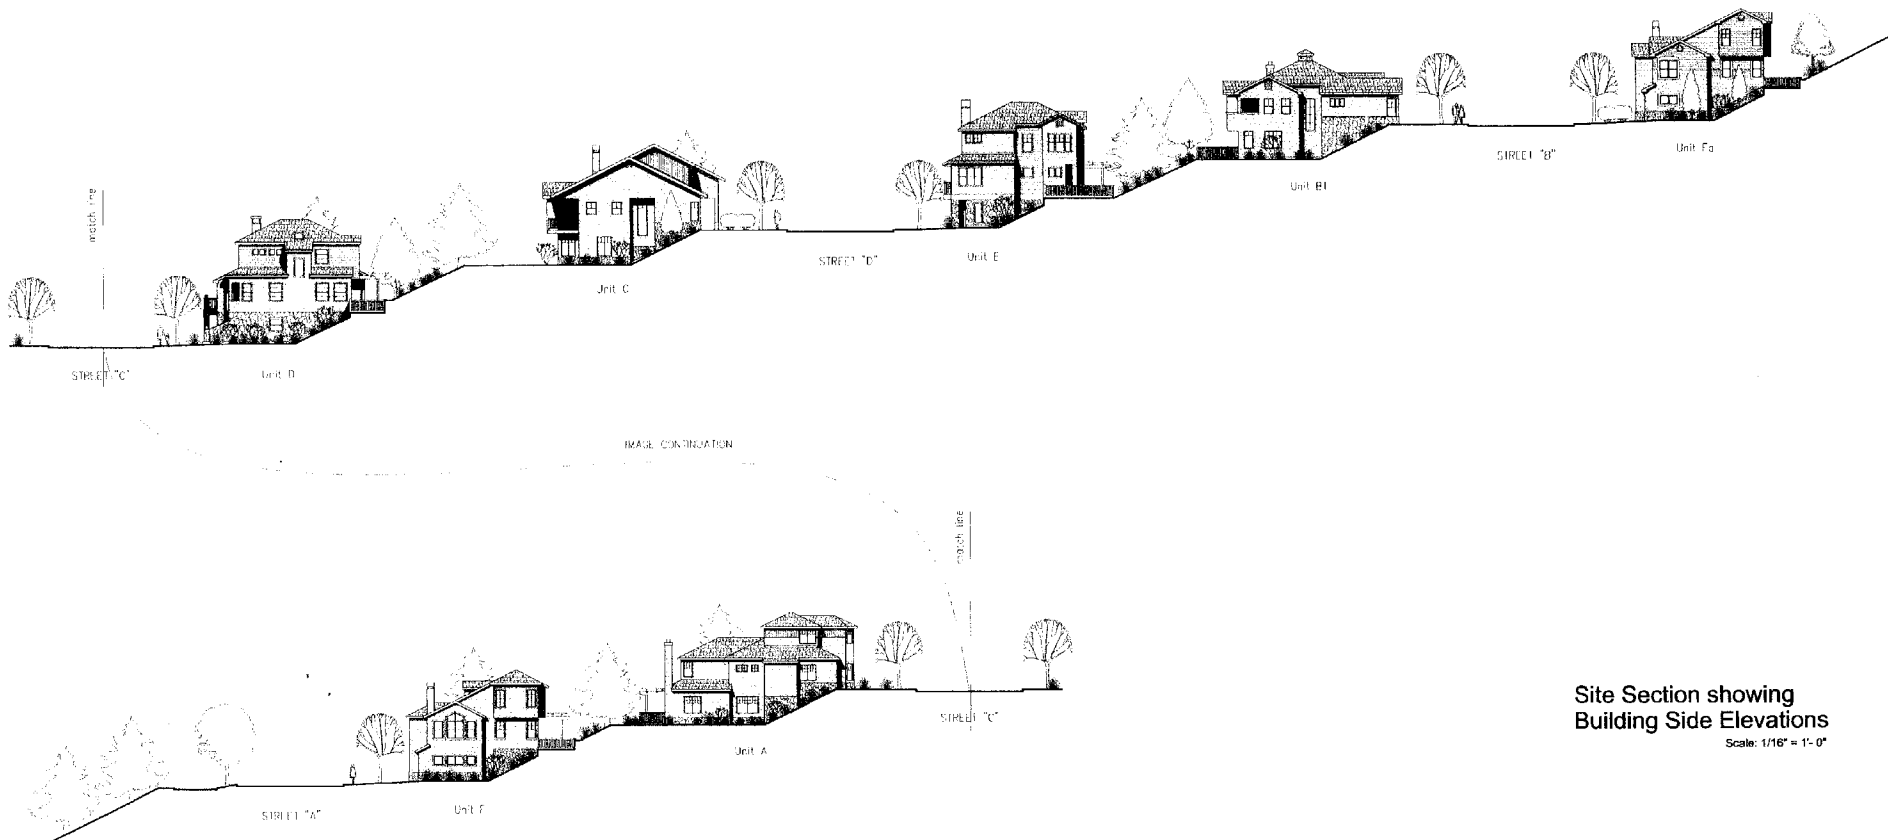 match line
STREET "C"
Unit D
Unit C
STREET "D"
Unit E
Unit B1
STREET "B"
Unit Fa
IMAGE CONTINUATION
match line
STREET "C"
Unit A
Unit F
STREET "A"
Site Section showing
Building Side Elevations
Scale: 1/16" = 1'- 0"